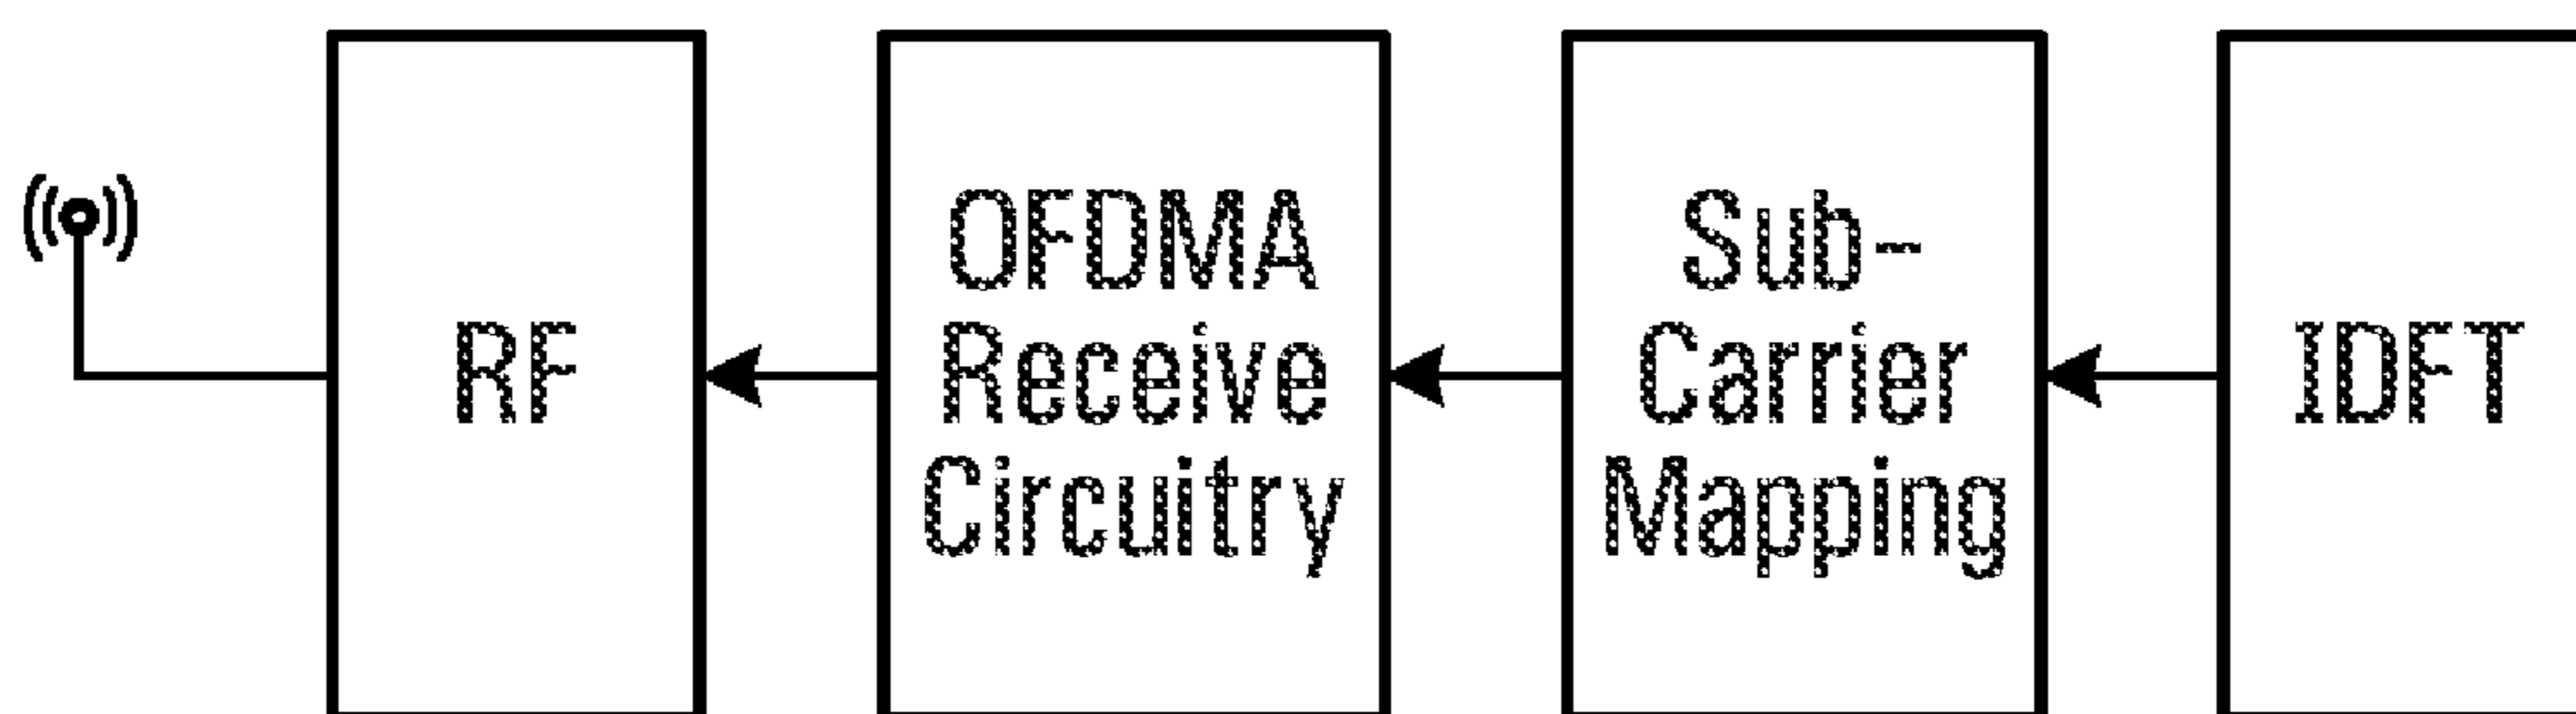 RF
OFDMA
Receive
Circuitry
Sub-
Carrier
Mapping
IDFT